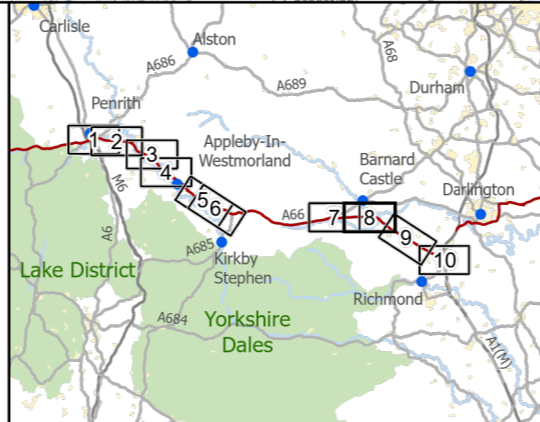 Carlisle
Alston
A686
A68
A689
Durham
Penrith
Appleby-In-
Westmorland
Barnard
Castle
Darlington
1
2
3
4
5
6
7
8
9
10
M6
A6
A66
A685
Kirkby
Stephen
Lake District
Richmond
A684
Yorkshire
Dales
A1(M)